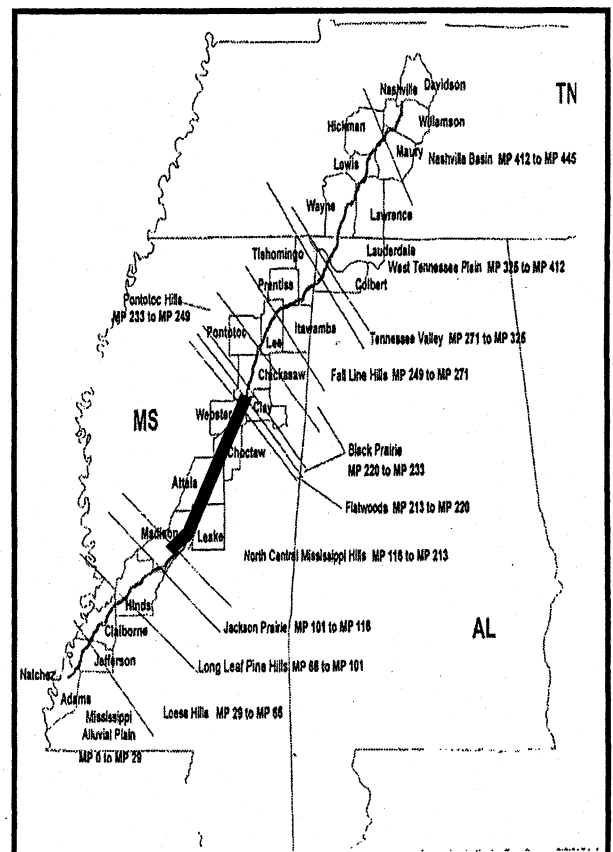 Nashville
Davidson
TN
Hickman
Williamson
Maury
Nashville Basin MP 412 to MP 445
Lewis
Wayne
Lawrence
Lauderdale
Tishomingo
West Tennessee Plain MP 325 to MP 412
Colbert
Prentiss
Pontotoc Hills
MP 233 to MP 249
Itawamba
Pontotoc
Lee
Tennessee Valley MP 271 to MP 325
Chickasaw
Fall Line Hills MP 249 to MP 271
MS
Webster
Clay
Choctaw
Black Prairie
MP 220 to MP 233
Attala
Flatwoods MP 213 to MP 220
Madison
Leake
North Central Mississippi Hills MP 116 to MP 213
Hinds
AL
Jackson Prairie MP 101 to MP 116
Claiborne
Jefferson
Long Leaf Pine Hills MP 66 to MP 101
Natchez
Adams
Loess Hills MP 29 to MP 66
Mississippi
Alluvial Plain
MP 0 to MP 29